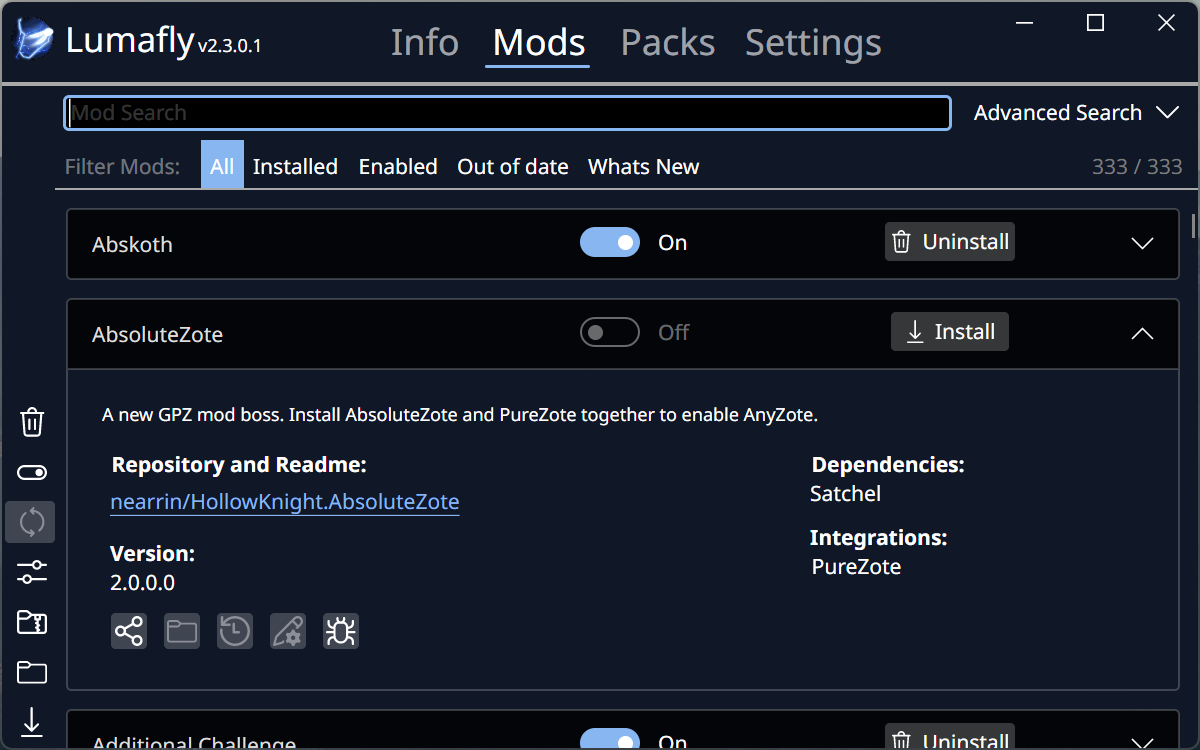 Lumafly v2.3.0.1
Info Mods Packs Settings
Mod Search Advanced Search
Filter Mods: All Installed Enabled Out of date Whats New 333 / 333
Abskoth On Uninstall
AbsoluteZote Off Install
A new GPZ mod boss. Install AbsoluteZote and PureZote together to enable AnyZote.
Repository and Readme:
nearrin/HollowKnight.AbsoluteZote
Version:
2.0.0.0
Dependencies:
Satchel
Integrations:
PureZote
Additional Challenge On Uninstall